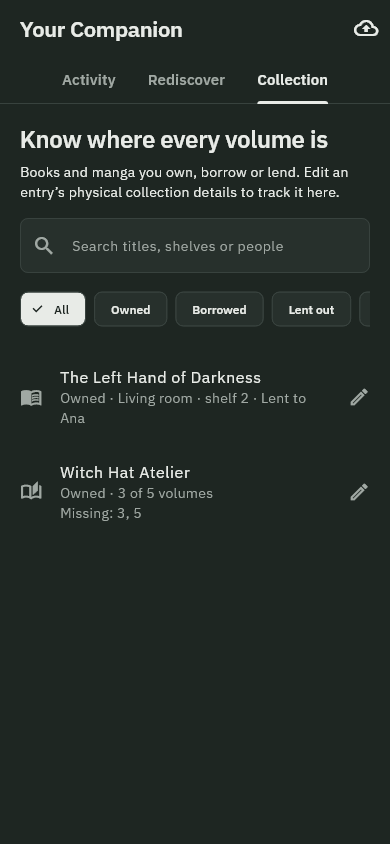 Your Companion
Activity Rediscover Collection
Know where every volume is
Books and manga you own, borrow or lend. Edit an
entry’s physical collection details to track it here.
Search titles, shelves or people
All Owned Borrowed Lent out
The Left Hand of Darkness
Owned · Living room · shelf 2 · Lent to
Ana
Witch Hat Atelier
Owned · 3 of 5 volumes
Missing: 3, 5